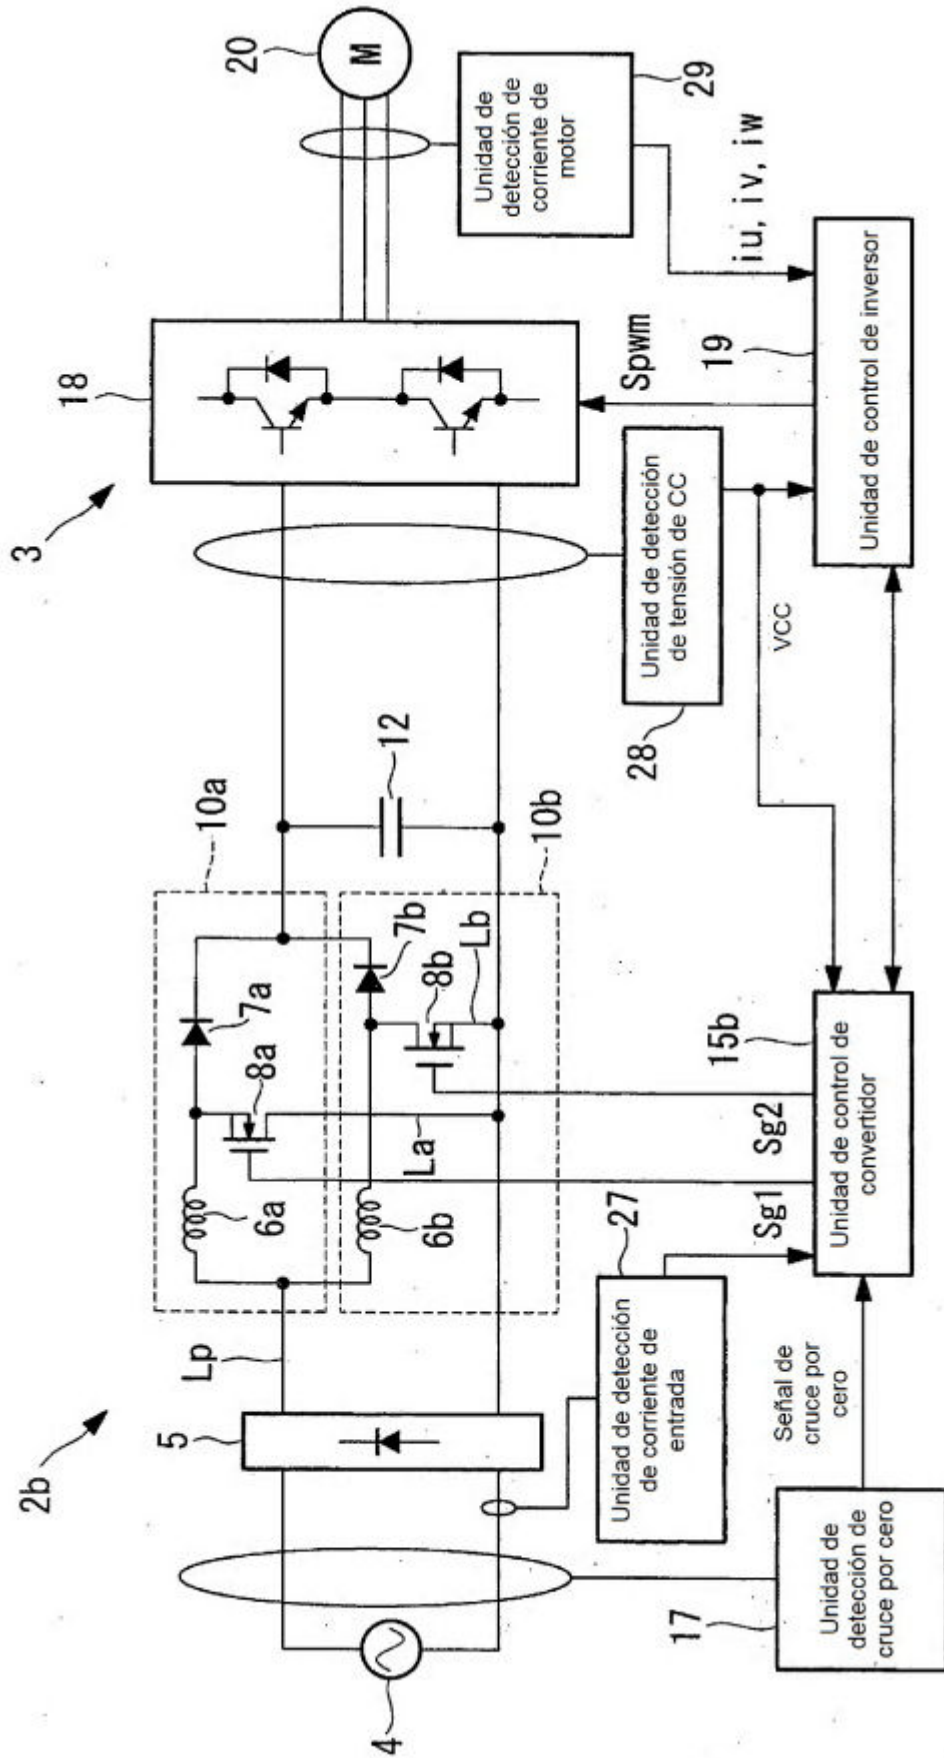 2b
3
4
5
Lp
10a
6a
8a
7a
La
6b
8b
7b
Lb
10b
12
18
20
M
17
Unidad de
detección de
cruce por cero
Señal de
cruce por
cero
27
Unidad de detección
de corriente de
entrada
Sg1
Sg2
15b
Unidad de control de
convertidor
28
Unidad de detección
de tensión de CC
VCC
Spwm
19
Unidad de control de inversor
iu, iv, iw
29
Unidad de
detección de
corriente de
motor